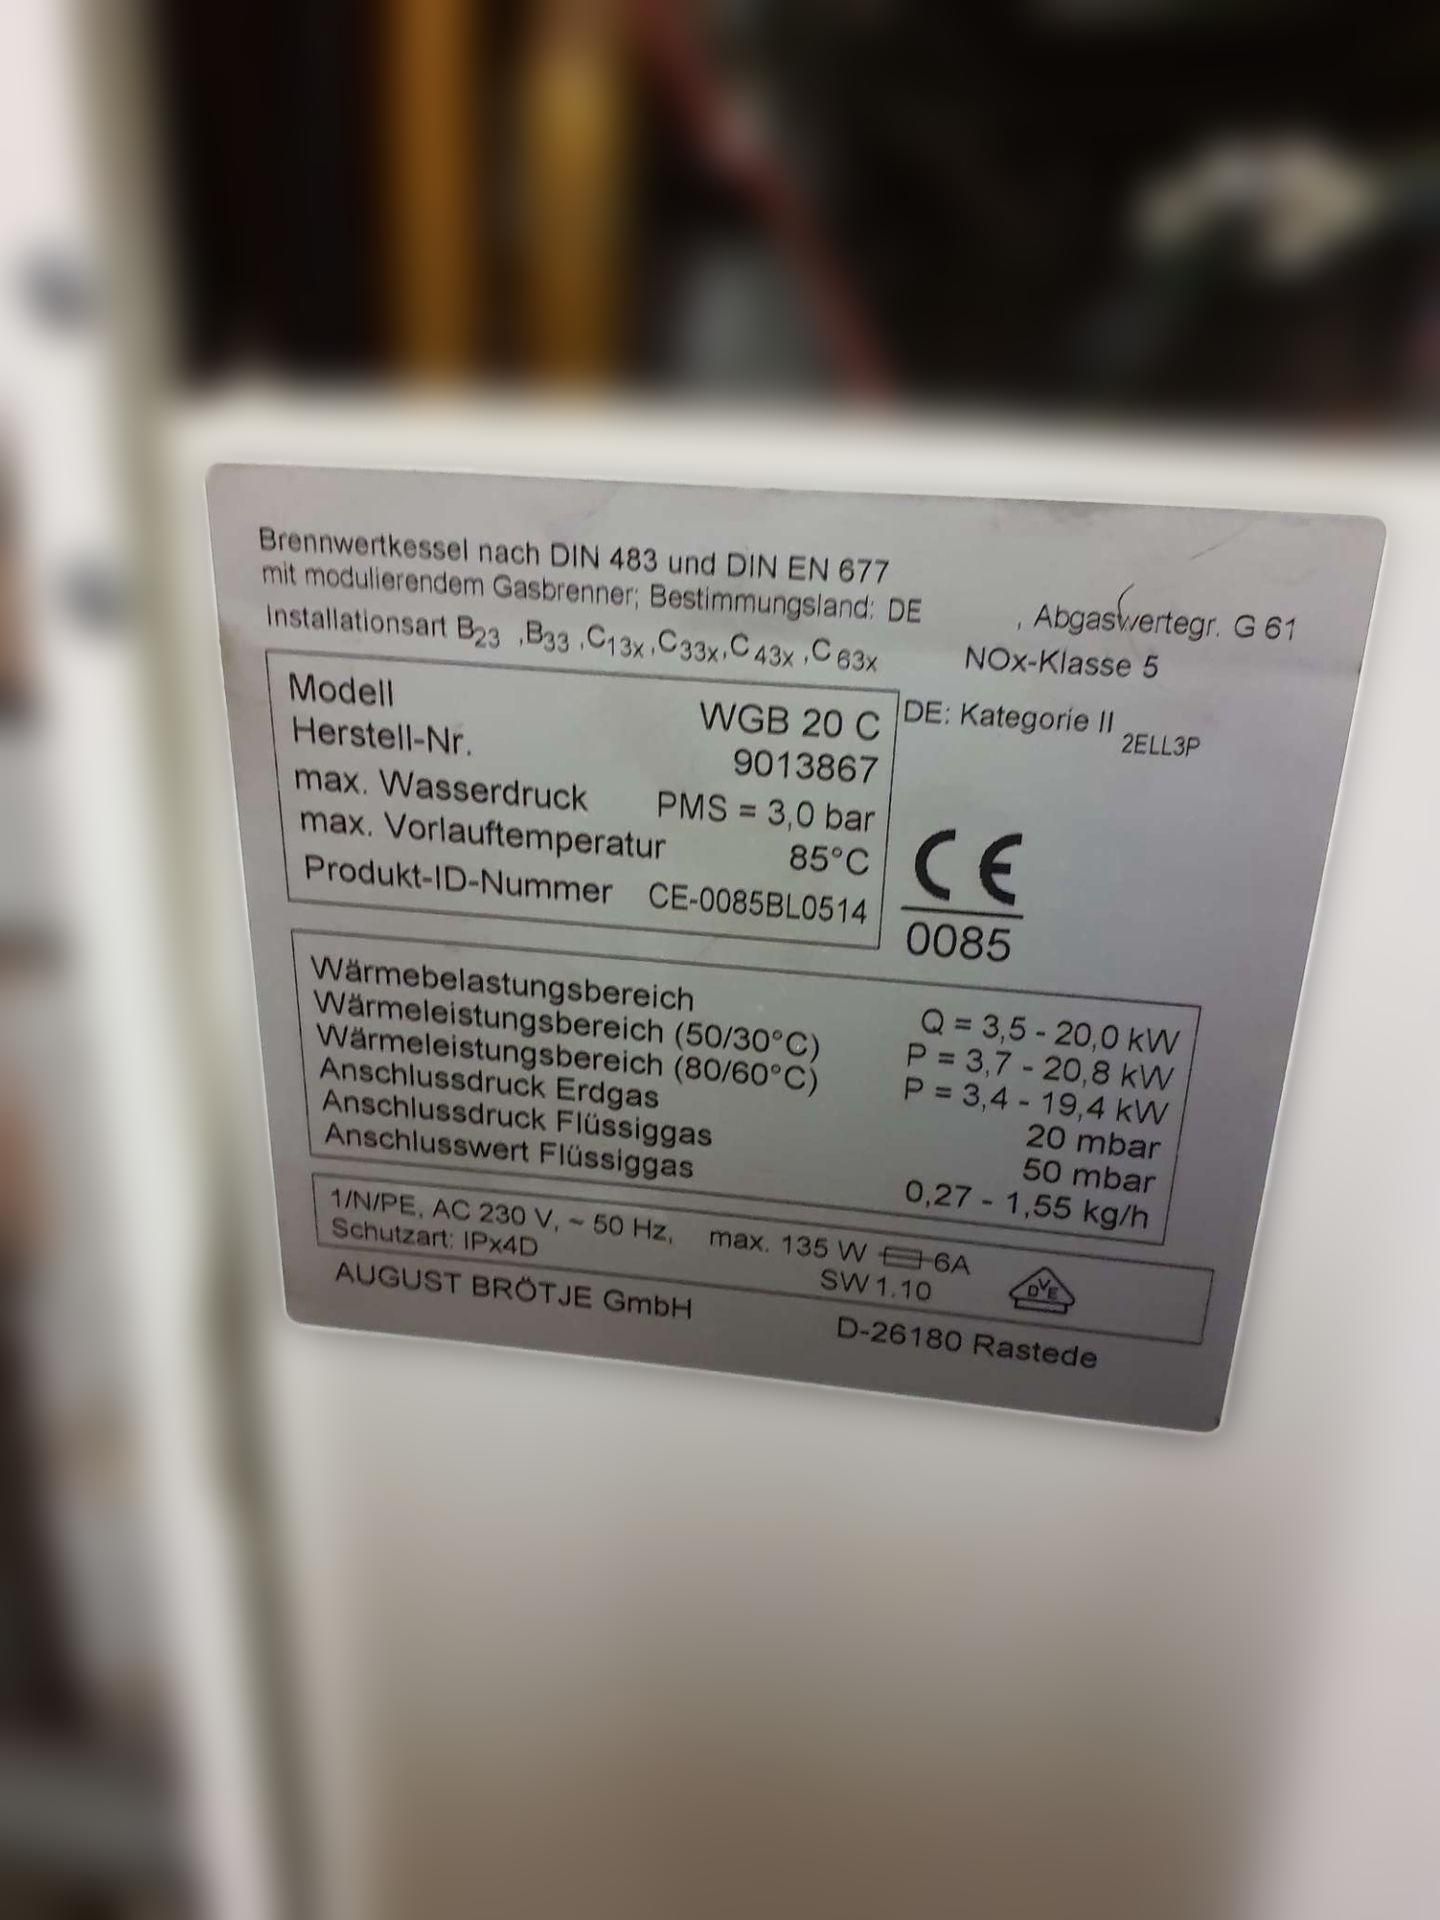 Brennwertkessel nach DIN 483 und DIN EN 677
mit modulierendem Gasbrenner; Bestimmungsland: DE , Abgaswertegr. G 61
Installationsart B23 ,B33 ,C13x,C33x,C43x ,C63x NOx-Klasse 5
Modell WGB 20 C
DE: Kategorie II 2ELL3P
Herstell-Nr. 9013867
max. Wasserdruck PMS = 3,0 bar
max. Vorlauftemperatur 85°C
Produkt-ID-Nummer CE-0085BL0514
CE
0085
Wärmebelastungsbereich Q = 3,5 - 20,0 kW
Wärmeleistungsbereich (50/30°C) P = 3,7 - 20,8 kW
Wärmeleistungsbereich (80/60°C) P = 3,4 - 19,4 kW
Anschlussdruck Erdgas 20 mbar
Anschlussdruck Flüssiggas 50 mbar
Anschlusswert Flüssiggas 0,27 - 1,55 kg/h
1/N/PE, AC 230 V, ~ 50 Hz, max. 135 W 6A
Schutzart: IPx4D SW 1.10
DVE
AUGUST BRÖTJE GmbH D-26180 Rastede